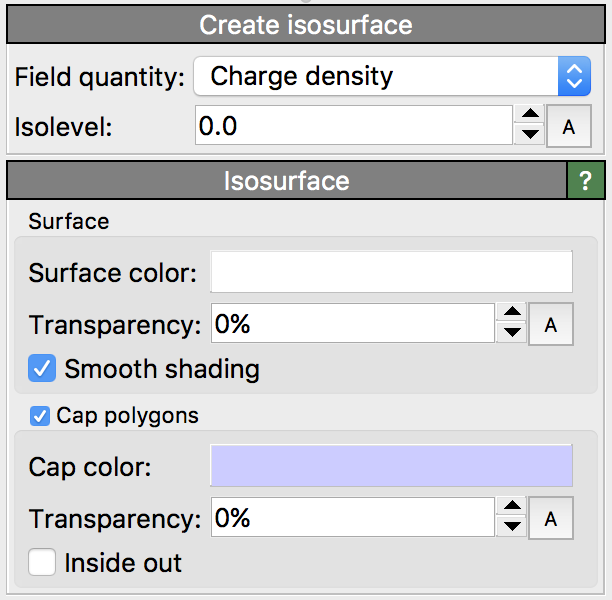 Create isosurface
Field quantity: Charge density
Isolevel: 0.0 A
Isosurface ?
Surface
Surface color:
Transparency: 0% A
Smooth shading
Cap polygons
Cap color:
Transparency: 0% A
Inside out